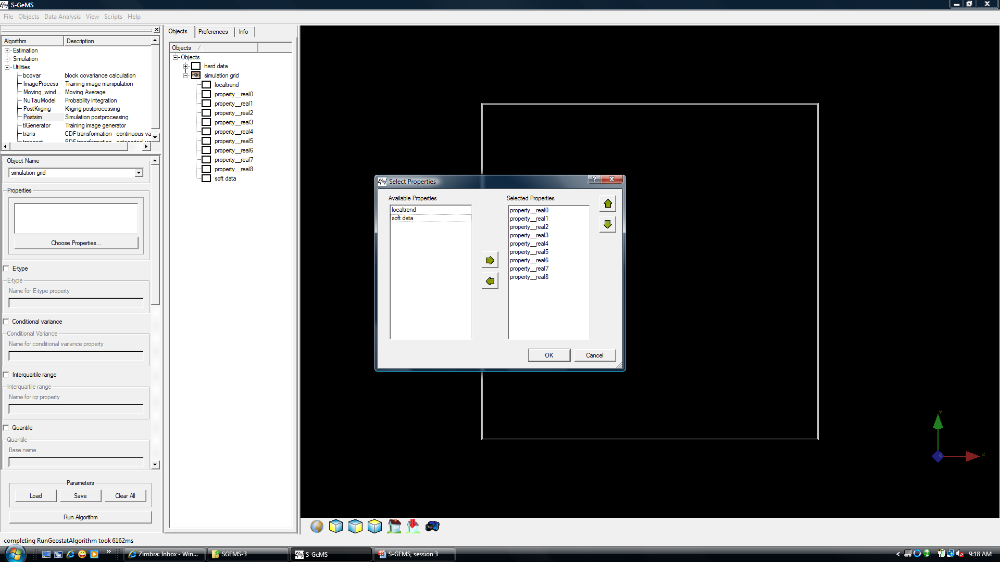 S-GeMS
File Objects Data Analysis View Scripts Help
Algorithm Description
Estimation
Simulation
Utilities
bcovar block covariance calculation
ImageProcess Training image manipulation
Moving_wind... Moving Average
NuTauModel Probability integration
PostKriging Kriging postprocessing
Postsim Simulation postprocessing
tiGenerator Training image generator
trans CDF transformation - continuous va
Object Name
simulation grid
Properties
Choose Properties...
E-type
E-type
Name for E-type property
Conditional variance
Conditional Variance
Name for conditional variance property
Interquartile range
Interquartile range
Name for iqr property
Quantile
Quantile
Base name
Parameters
Load Save Clear All
Run Algorithm
completing RunGeostatAlgorithm took 6162ms
Objects Preferences Info
Objects
Objects
hard data
simulation grid
localtrend
property__real0
property__real1
property__real2
property__real3
property__real4
property__real5
property__real6
property__real7
property__real8
soft data
Select Properties
Available Properties
localtrend
soft data
Selected Properties
property__real0
property__real1
property__real2
property__real3
property__real4
property__real5
property__real6
property__real7
property__real8
OK Cancel
Y
Z X
Zimbra: Inbox - Win... SGEMS-3 S-GeMS S-GEMS, session 3 9:18 AM